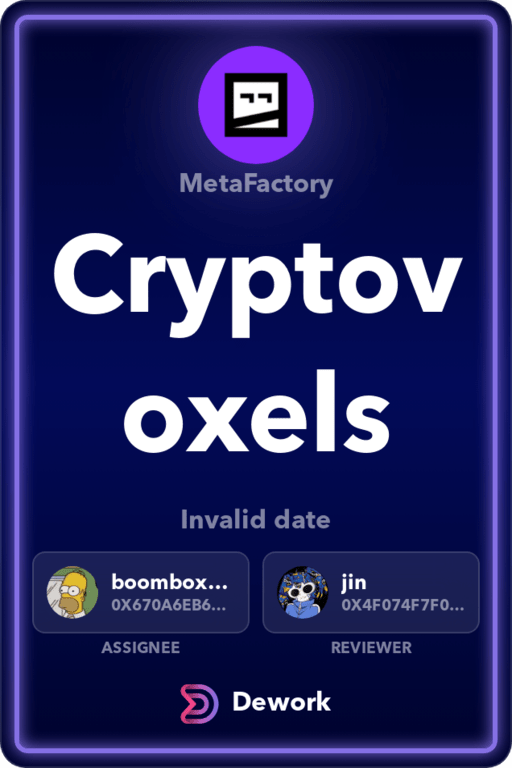 MetaFactory
Cryptov
oxels
Invalid date
boombox...
0X670A6EB6...
ASSIGNEE
jin
0X4F074F7F0...
REVIEWER
Dework